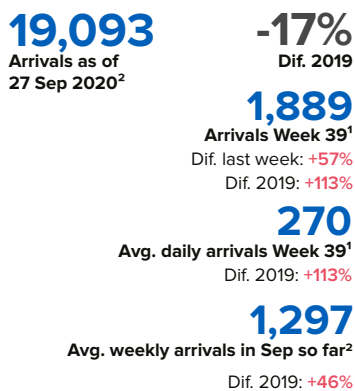 19,093
Arrivals as of
27 Sep 2020²
-17%
Dif. 2019
1,889
Arrivals Week 39¹
Dif. last week: +57%
Dif. 2019: +113%
270
Avg. daily arrivals Week 39¹
Dif. 2019: +113%
1,297
Avg. weekly arrivals in Sep so far²
Dif. 2019: +46%